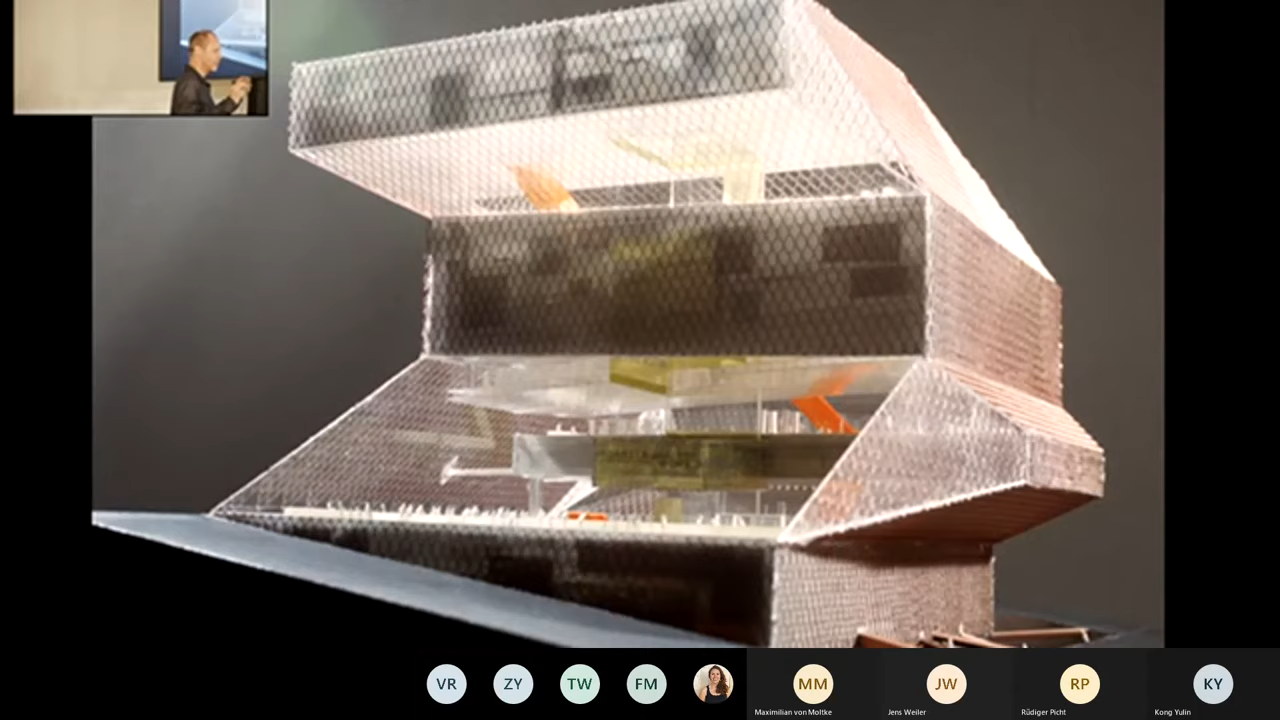 VR
ZY
TW
FM
MM
JW
RP
KY
Maximilian von Moltke
Jens Weiler
Rüdiger Picht
Kong Yulin